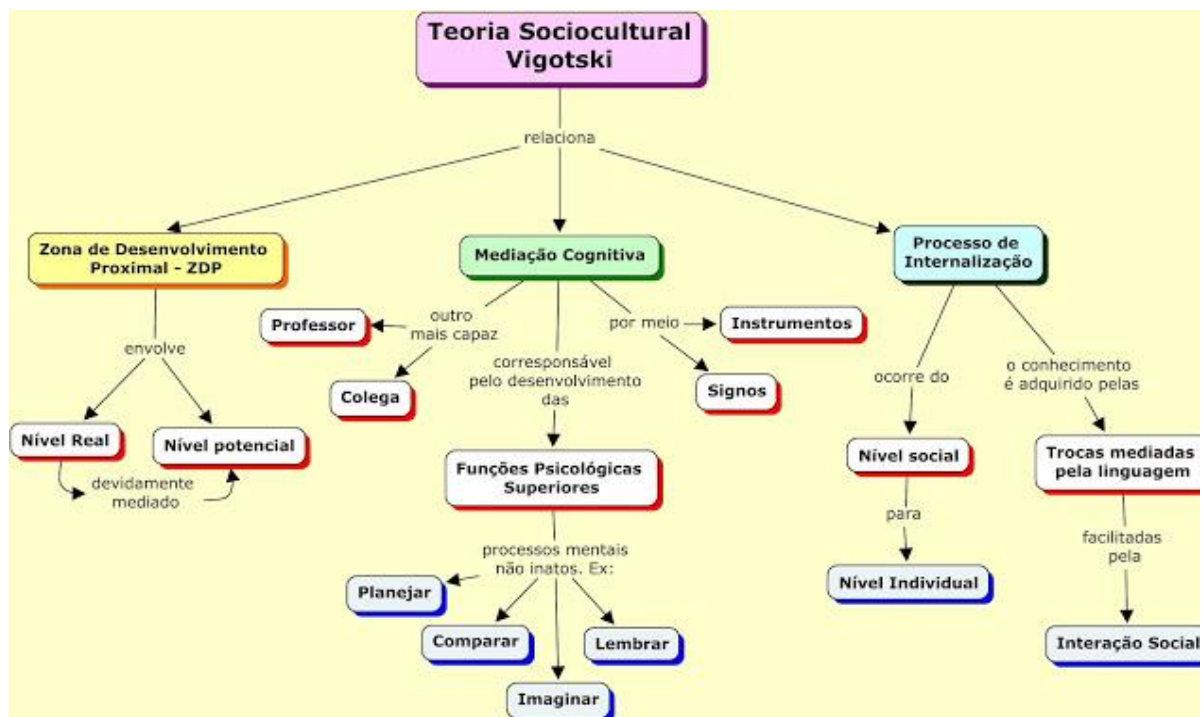 Teoria Sociocultural
Vigotski
relaciona
Zona de Desenvolvimento
Proximal - ZDP
envolve
Nível Real
Nível potencial
devidamente
mediado
Mediação Cognitiva
outro
mais capaz
Professor
Colega
corresponsável
pelo desenvolvimento
das
por meio
Instrumentos
Signos
Funções Psicológicas
Superiores
processos mentais
não inatos. Ex:
Planejar
Comparar
Imaginar
Lembrar
Processo de
Internalização
ocorre do
Nível social
para
Nível Individual
o conhecimento
é adquirido pelas
Trocas mediadas
pela linguagem
facilitadas
pela
Interação Social